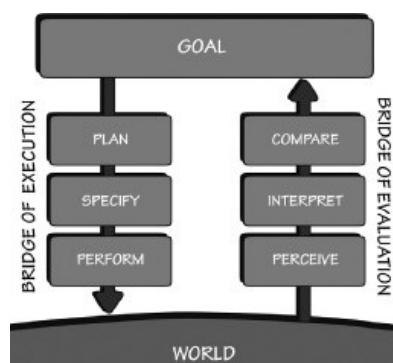 GOAL
BRIDGE OF EXECUTION
PLAN
SPECIFY
PERFORM
COMPARE
INTERPRET
PERCEIVE
BRIDGE OF EVALUATION
WORLD